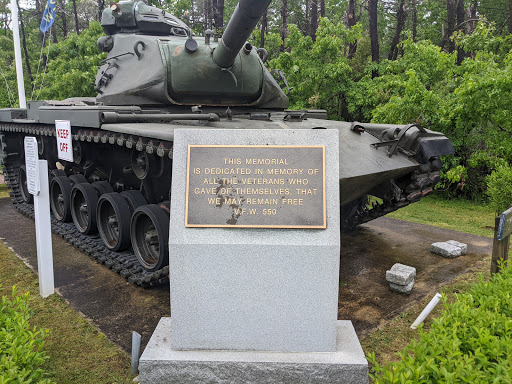 KEEP
OFF
THIS MEMORIAL
IS DEDICATED IN MEMORY OF
ALL THE VETERANS WHO
GAVE OF THEMSELVES, THAT
WE MAY REMAIN FREE
V.F.W. 550